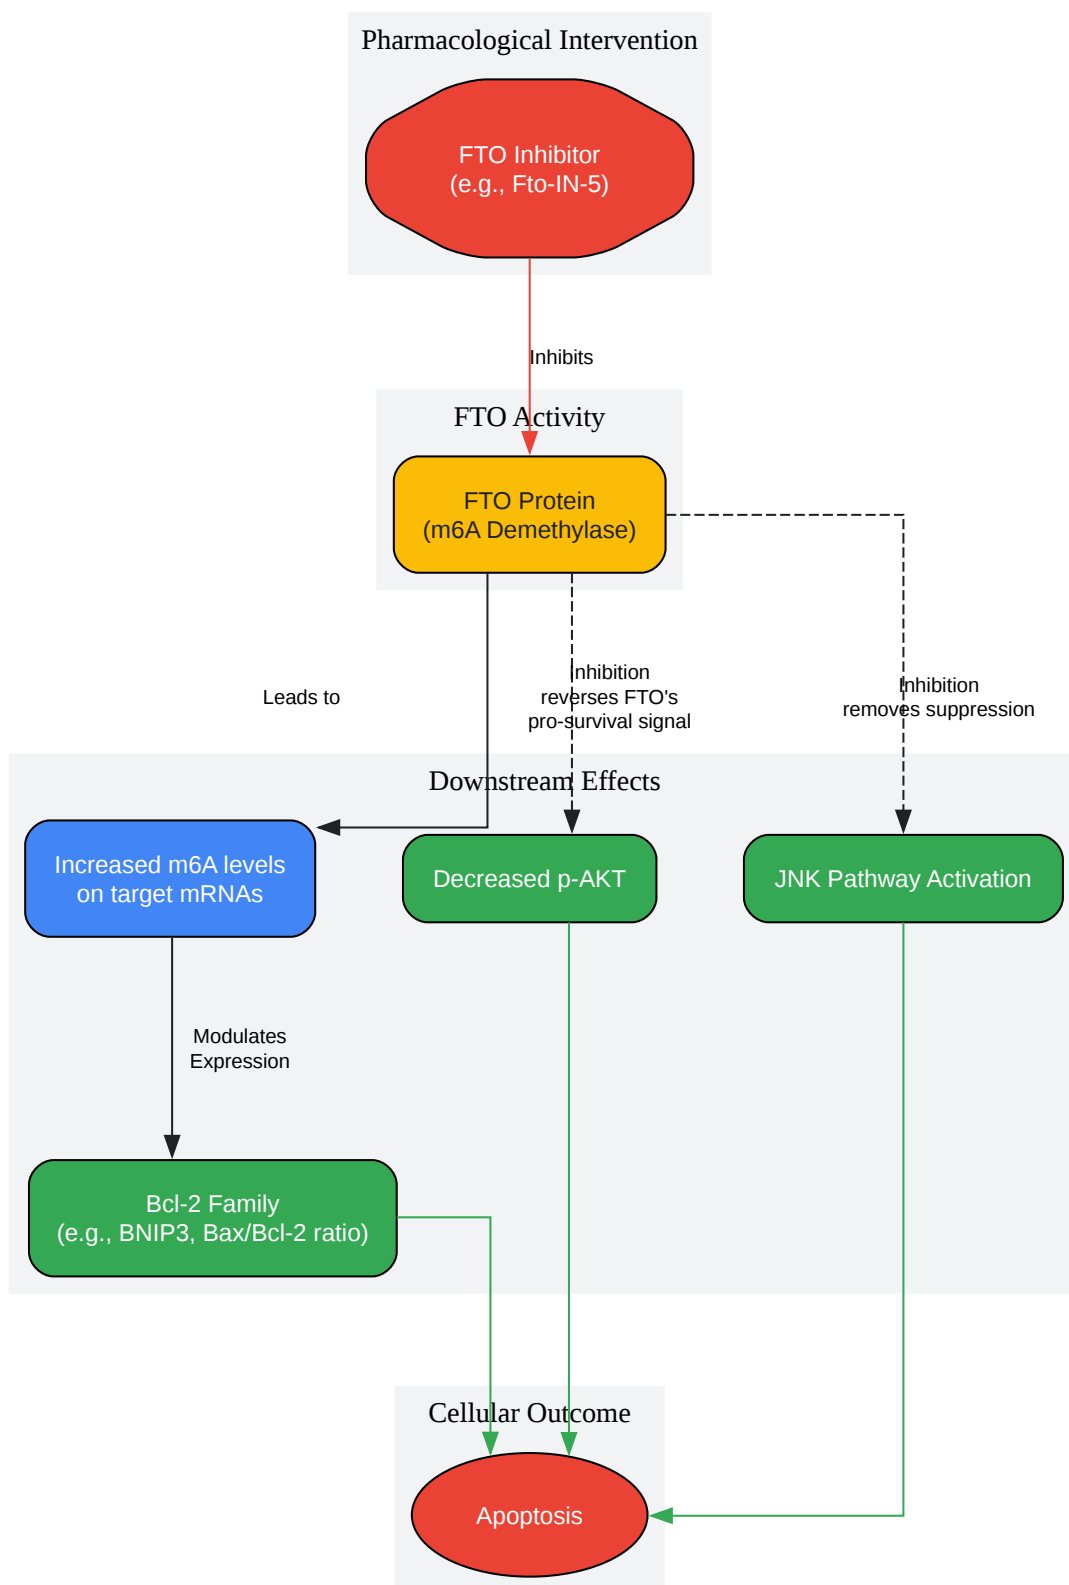 Pharmacological Intervention
FTO Inhibitor
(e.g., Fto-IN-5)
Inhibits
FTO Activity
FTO Protein
(m6A Demethylase)
Leads to
Inhibition
reverses FTO's
pro-survival signal
Inhibition
removes suppression
Downstream Effects
Increased m6A levels
on target mRNAs
Decreased p-AKT
JNK Pathway Activation
Modulates
Expression
Bcl-2 Family
(e.g., BNIP3, Bax/Bcl-2 ratio)
Cellular Outcome
Apoptosis